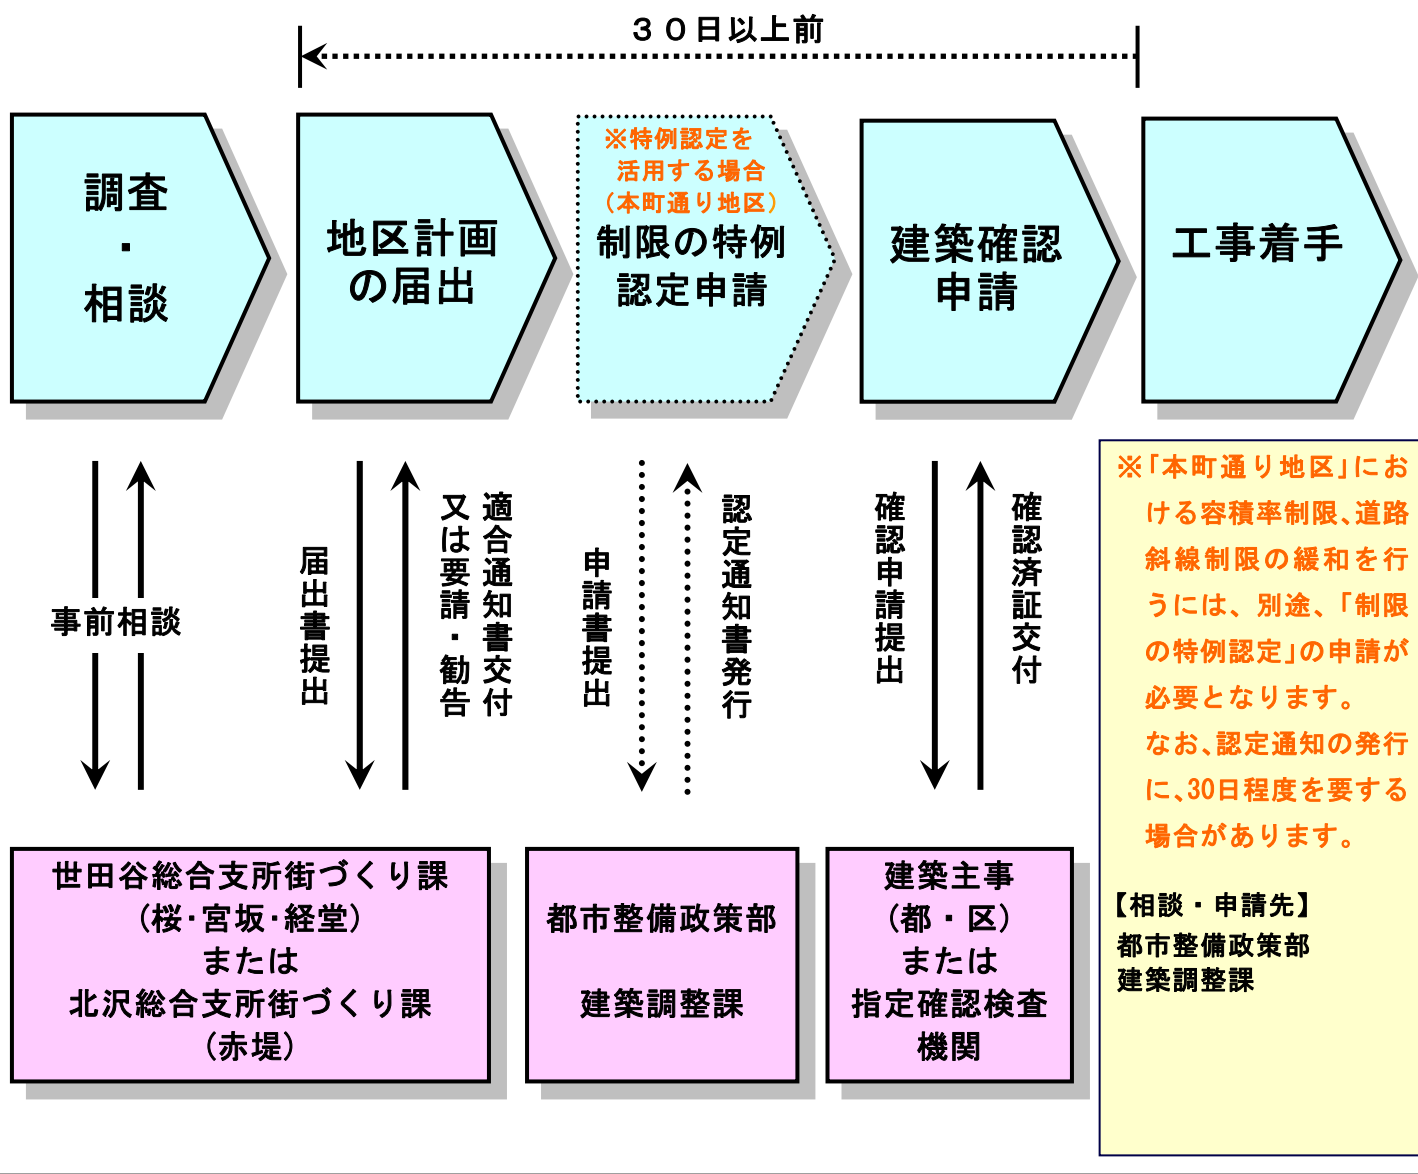 ３０日以上前
調査
・
相談
地区計画
の届出
※特例認定を
活用する場合
（本町通り地区）
制限の特例
認定申請
建築確認
申請
工事着手
事前相談
届出書提出
適合通知書交付
又は要請・勧告
申請書提出
認定通知書発行
確認申請提出
確認済証交付
世田谷総合支所街づくり課
（桜・宮坂・経堂）
または
北沢総合支所街づくり課
（赤堤）
都市整備政策部
建築調整課
建築主事
（都・区）
または
指定確認検査
機関
※「本町通り地区」にお
ける容積率制限、道路
斜線制限の緩和を行
うには、別途、「制限
の特例認定」の申請が
必要となります。
なお、認定通知の発行
に、30日程度を要する
場合があります。
【相談・申請先】
都市整備政策部
建築調整課